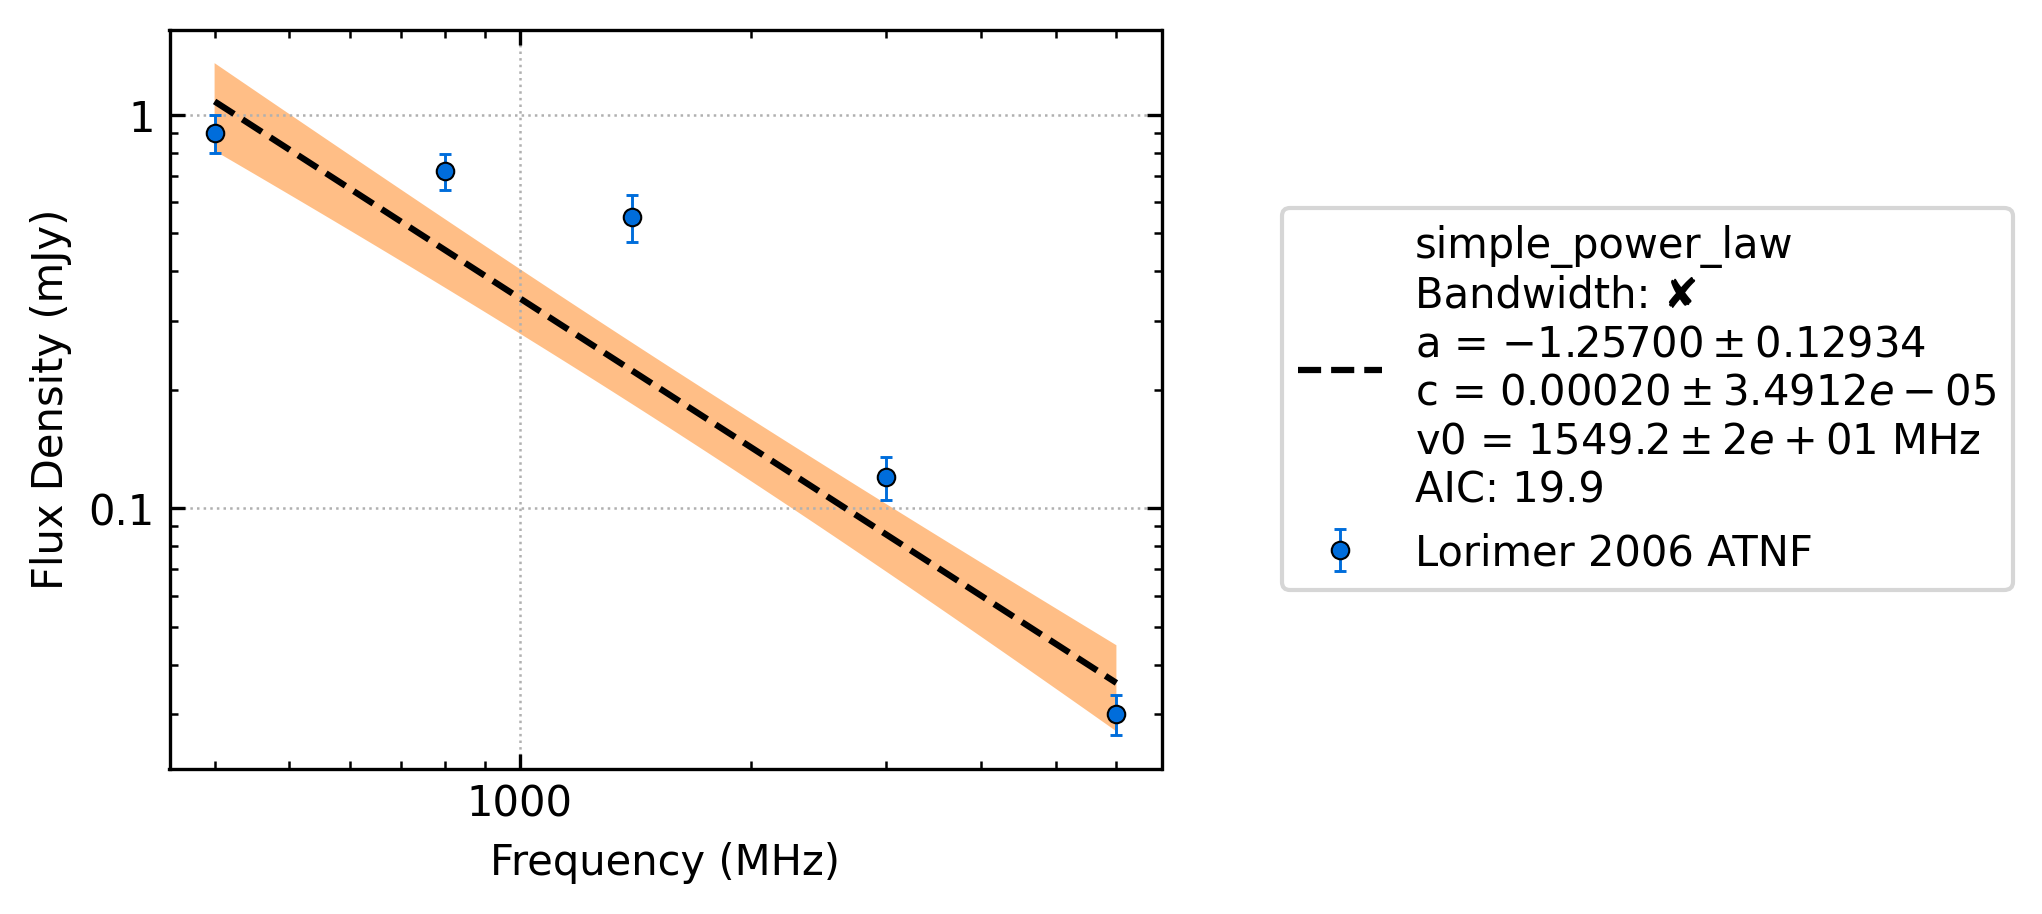 1
0.1
Flux Density (mJy)
1000
Frequency (MHz)
simple_power_law
Bandwidth: ✘
a = −1.25700 ± 0.12934
c = 0.00020 ± 3.4912e − 05
v0 = 1549.2 ± 2e + 01 MHz
AIC: 19.9
Lorimer 2006 ATNF